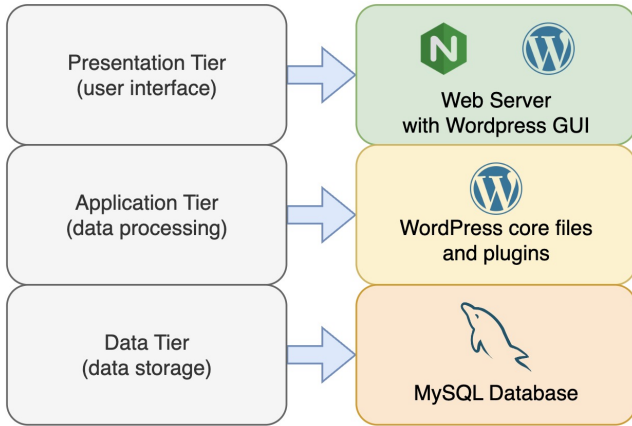 Presentation Tier
(user interface)
Web Server
with Wordpress GUI
Application Tier
(data processing)
WordPress core files
and plugins
Data Tier
(data storage)
MySQL Database